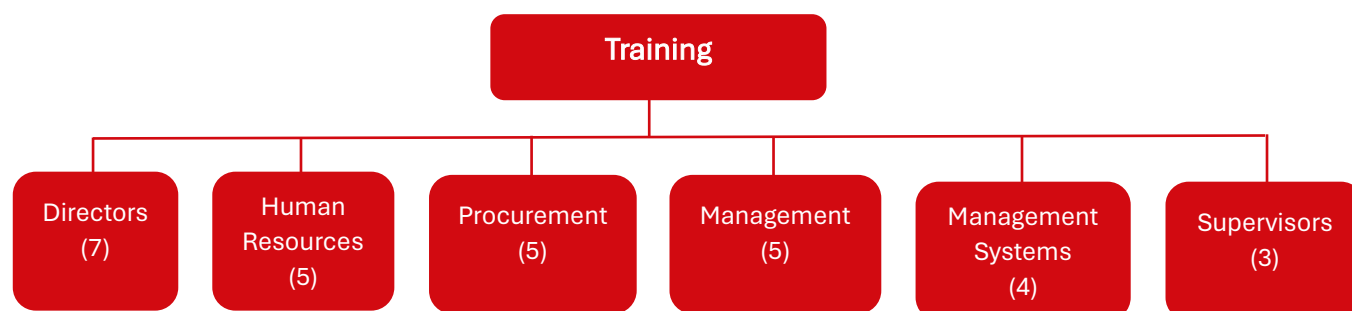 Training
Directors
(7)
Human
Resources
(5)
Procurement
(5)
Management
(5)
Management
Systems
(4)
Supervisors
(3)